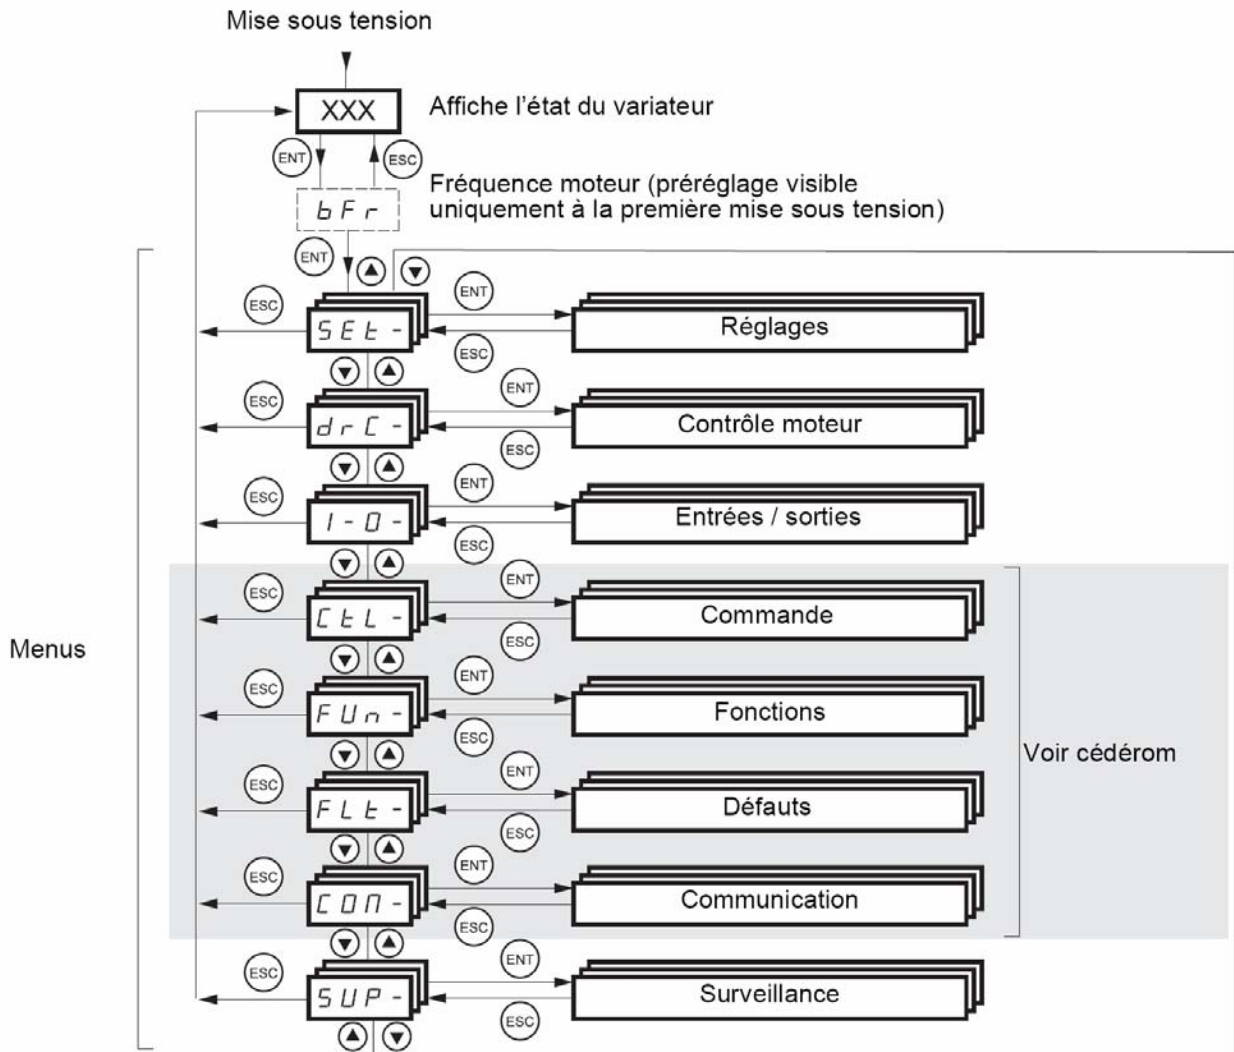 Mise sous tension
XXX
Affiche l'état du variateur
ENT
ESC
Fréquence moteur (préréglage visible
uniquement à la première mise sous tension)
bFr
ENT
ESC
ENT
SEt-
Réglages
ESC
ESC
ENT
drC-
Contrôle moteur
ESC
ESC
ENT
I-O-
Entrées / sorties
ESC
ESC
ENT
CtL-
Commande
ESC
Menus
ESC
ENT
FUn-
Fonctions
ESC
Voir cédérom
ESC
ENT
FLt-
Défauts
ESC
ESC
ENT
COM-
Communication
ESC
ESC
ENT
SUP-
Surveillance
ESC